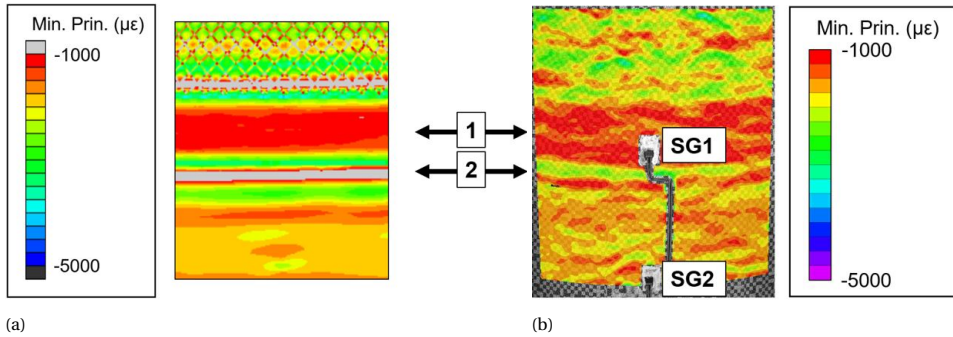 Min. Prin. (µε)
-1000
-5000
1
2
SG1
SG2
Min. Prin. (µε)
-1000
-5000
(a)
(b)